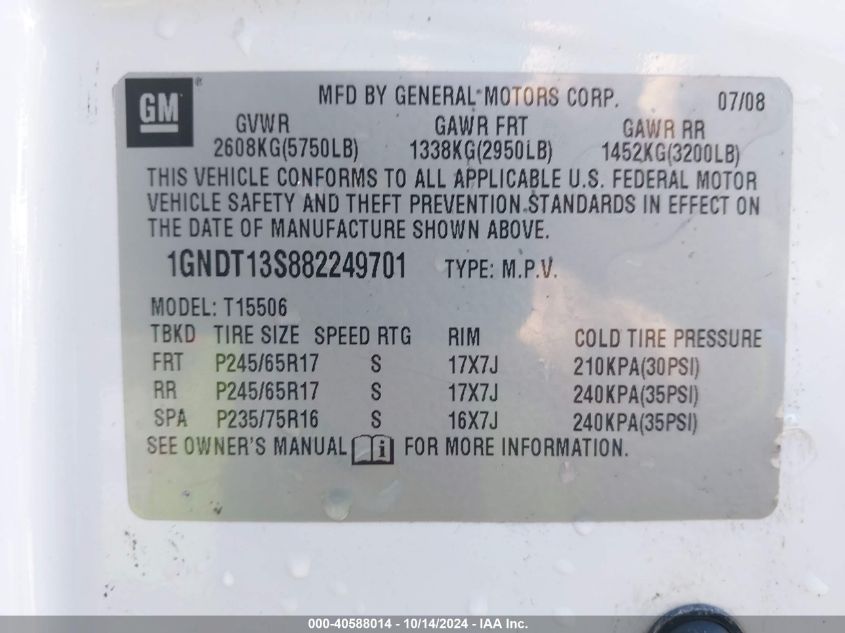 GM ® MFD BY GENERAL MOTORS CORP. 07/08
GVWR GAWR FRT GAWR RR
2608KG(5750LB) 1338KG(2950LB) 1452KG(3200LB)
THIS VEHICLE CONFORMS TO ALL APPLICABLE U.S. FEDERAL MOTOR
VEHICLE SAFETY AND THEFT PREVENTION STANDARDS IN EFFECT ON
THE DATE OF MANUFACTURE SHOWN ABOVE.
1GNDT13S882249701 TYPE: M.P.V.
MODEL: T15506
TBKD TIRE SIZE SPEED RTG RIM COLD TIRE PRESSURE
FRT P245/65R17 S 17X7J 210KPA(30PSI)
RR P245/65R17 S 17X7J 240KPA(35PSI)
SPA P235/75R16 S 16X7J 240KPA(35PSI)
SEE OWNER'S MANUAL i FOR MORE INFORMATION.
000-40588014 - 10/14/2024 - IAA Inc.